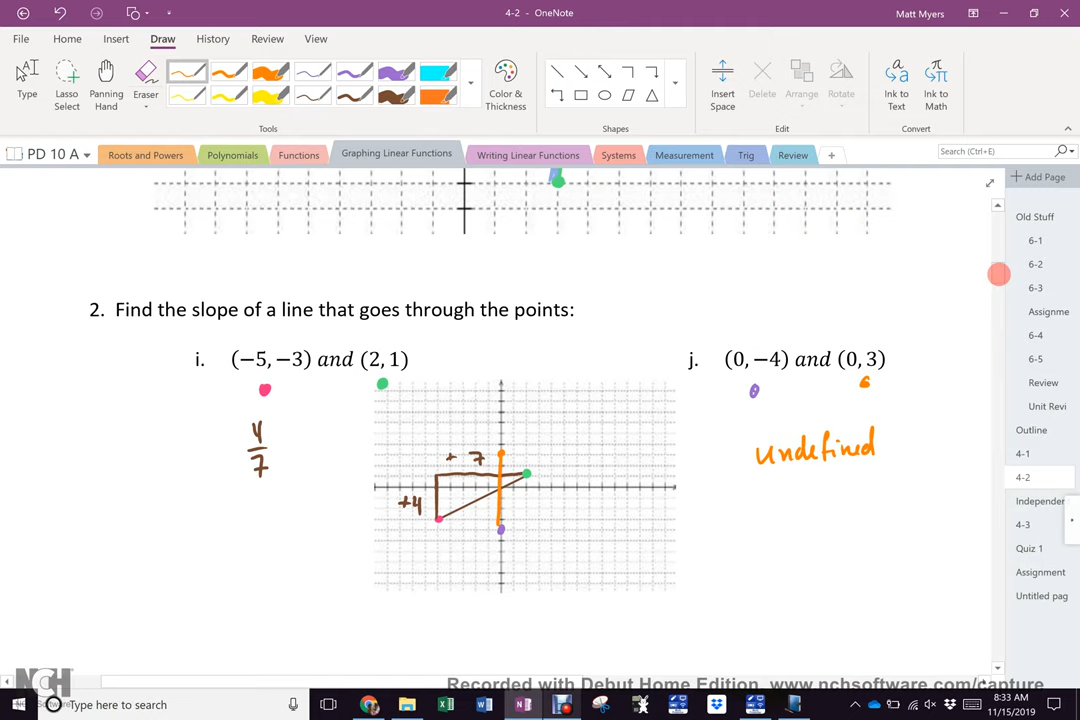 4-2 - OneNote
Matt Myers
File Home Insert Draw History Review View
Type
Lasso Select
Panning Hand
Eraser
Color & Thickness
Insert Space
Delete
Arrange
Rotate
Ink to Text
Ink to Math
Tools
Shapes
Edit
Convert
PD 10 A
Roots and Powers
Polynomials
Functions
Graphing Linear Functions
Writing Linear Functions
Systems
Measurement
Trig
Review
Search (Ctrl+E)
Add Page
Old Stuff
6-1
6-2
6-3
Assignme
6-4
6-5
Review
Unit Revi
Outline
4-1
4-2
Independen
4-3
Quiz 1
Assignment
Untitled pag
2. Find the slope of a line that goes through the points:
i. (−5, −3) and (2, 1)
j. (0, −4) and (0, 3)
4
7
+ 7
+4
undefined
NCH
Recorded with Debut Home Edition, www.nchsoftware.com/capture
Type here to search
8:33 AM
11/15/2019